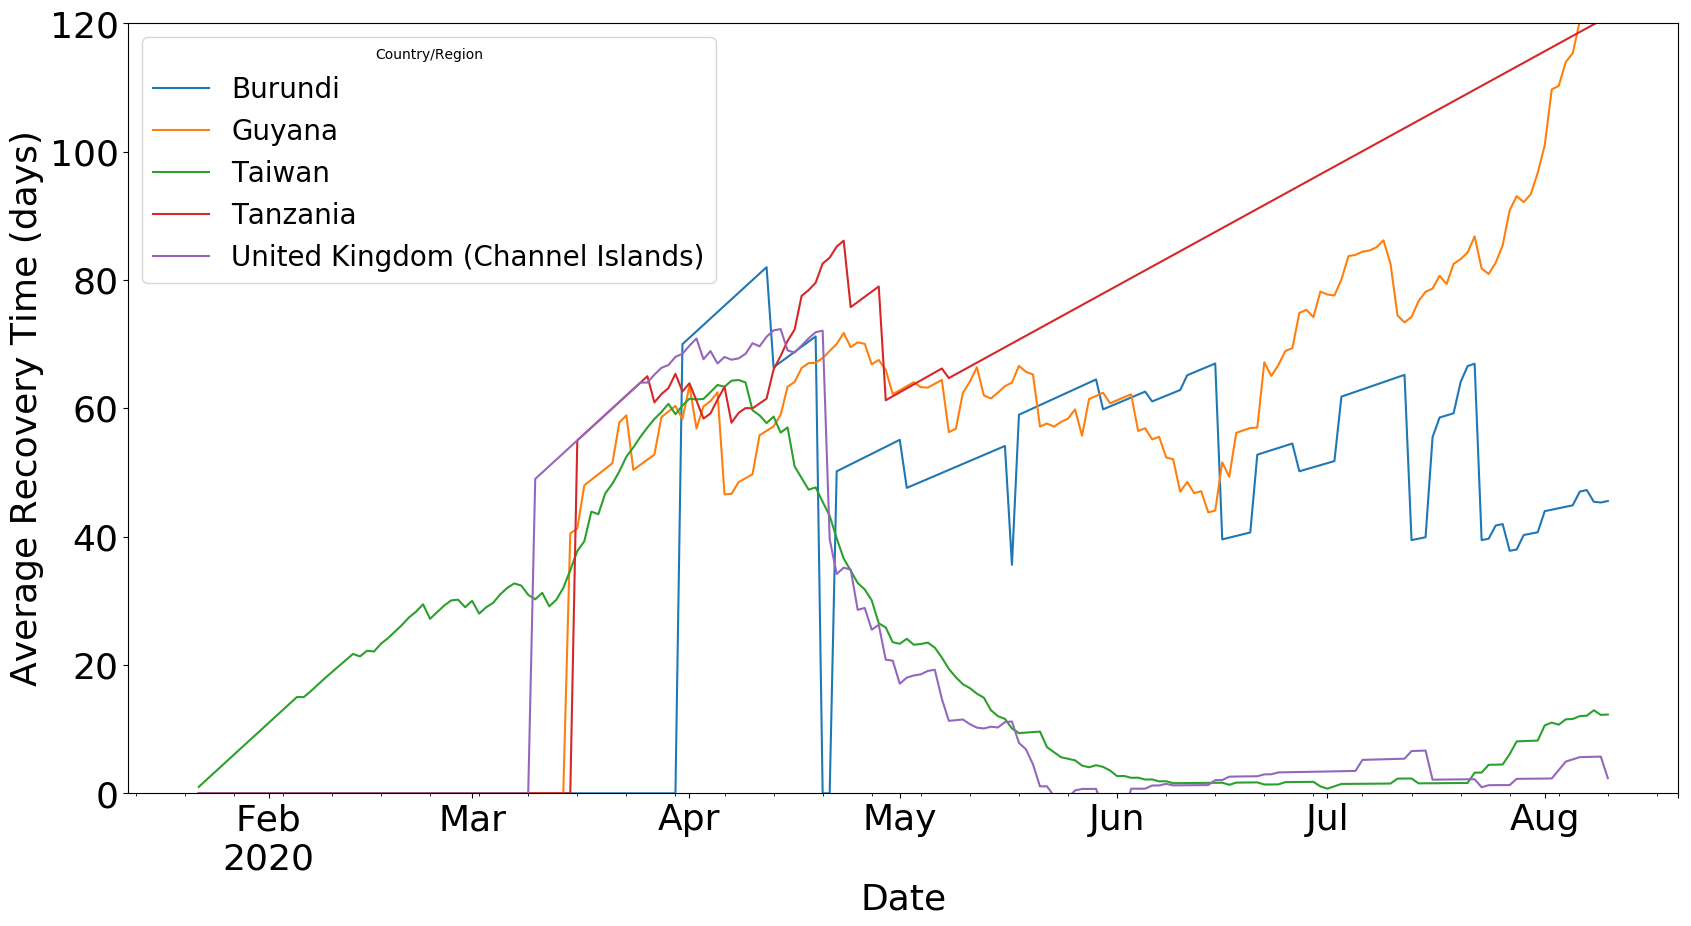 Average Recovery Time (days)
120
100
80
60
40
20
0
Country/Region
Burundi
Guyana
Taiwan
Tanzania
United Kingdom (Channel Islands)
Feb Mar Apr May Jun Jul Aug
2020
Date